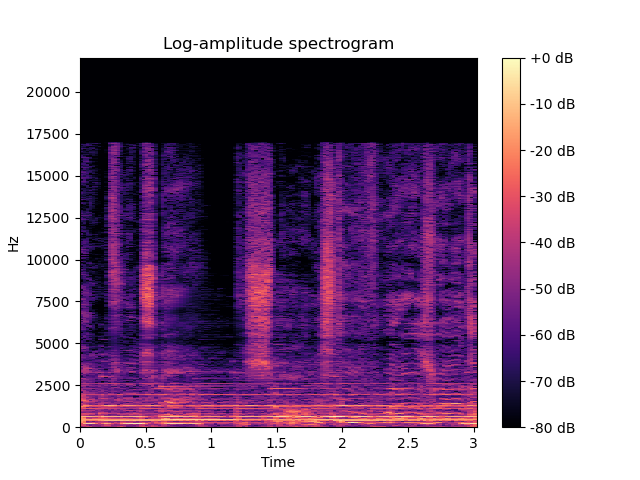 Log-amplitude spectrogram
Hz
20000
17500
15000
12500
10000
7500
5000
2500
0
0 0.5 1 1.5 2 2.5 3
Time
+0 dB
-10 dB
-20 dB
-30 dB
-40 dB
-50 dB
-60 dB
-70 dB
-80 dB